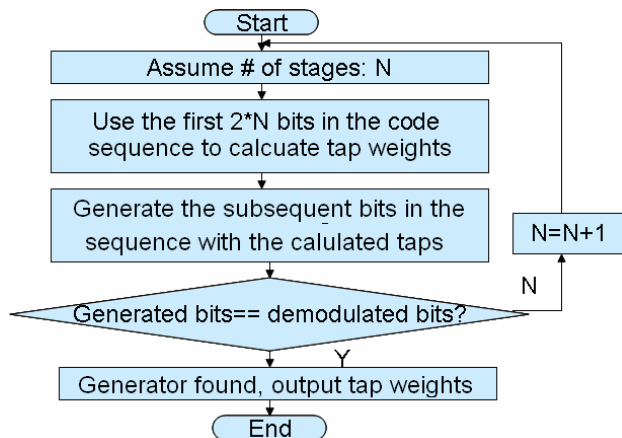 Start
Assume # of stages: N
Use the first 2*N bits in the code
sequence to calcuate tap weights
Generate the subsequent bits in the
sequence with the calulated taps
N=N+1
N
Generated bits== demodulated bits?
Y
Generator found, output tap weights
End